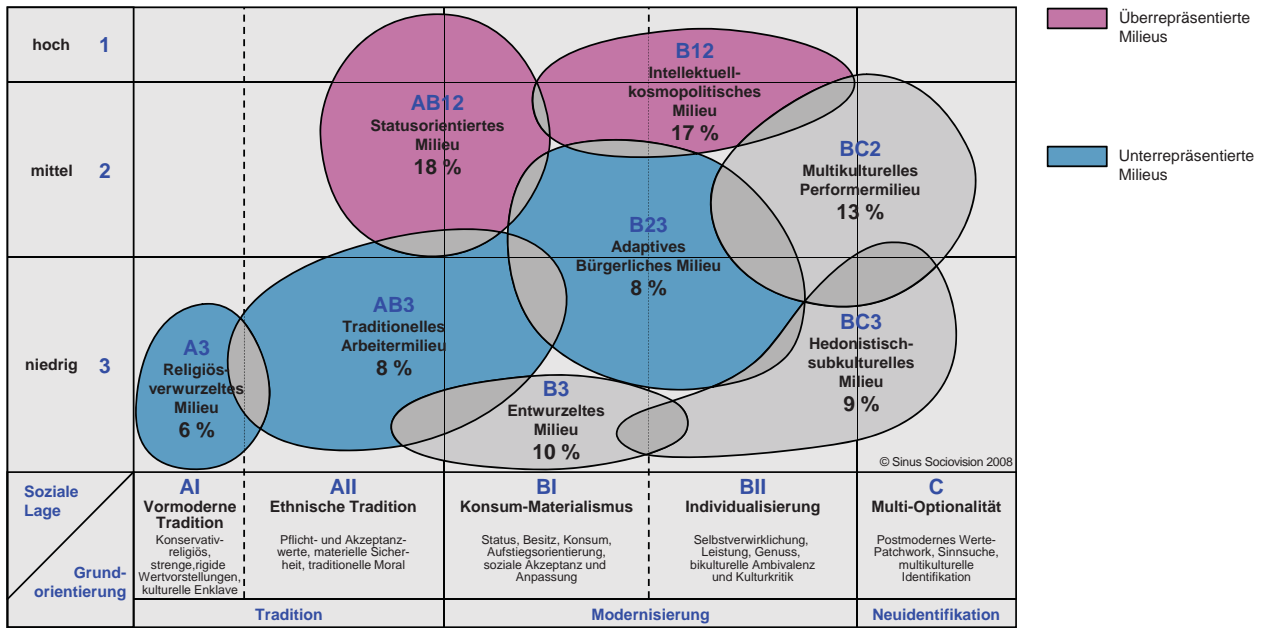 Überrepräsentierte
Milieus
Unterrepräsentierte
Milieus
hoch 1
mittel 2
niedrig 3
AB12
Statusorientiertes
Milieu
18 %
B12
Intellektuell-
kosmopolitisches
Milieu
17 %
BC2
Multikulturelles
Performermilieu
13 %
B23
Adaptives
Bürgerliches Milieu
8 %
AB3
Traditionelles
Arbeitermilieu
8 %
A3
Religiös-
verwurzeltes
Milieu
6 %
B3
Entwurzeltes
Milieu
10 %
BC3
Hedonistisch-
subkulturelles
Milieu
9 %
© Sinus Sociovision 2008
Soziale
Lage
Grund-
orientierung
AI
Vormoderne
Tradition
Konservativ-
religiös,
strenge,rigide
Wertvorstellungen,
kulturelle Enklave
AII
Ethnische Tradition
Pflicht- und Akzeptanz-
werte, materielle Sicher-
heit, traditionelle Moral
BI
Konsum-Materialismus
Status, Besitz, Konsum,
Aufstiegsorientierung,
soziale Akzeptanz und
Anpassung
BII
Individualisierung
Selbstverwirklichung,
Leistung, Genuss,
bikulturelle Ambivalenz
und Kulturkritik
C
Multi-Optionalität
Postmodernes Werte-
Patchwork, Sinnsuche,
multikulturelle
Identifikation
Tradition
Modernisierung
Neuidentifikation